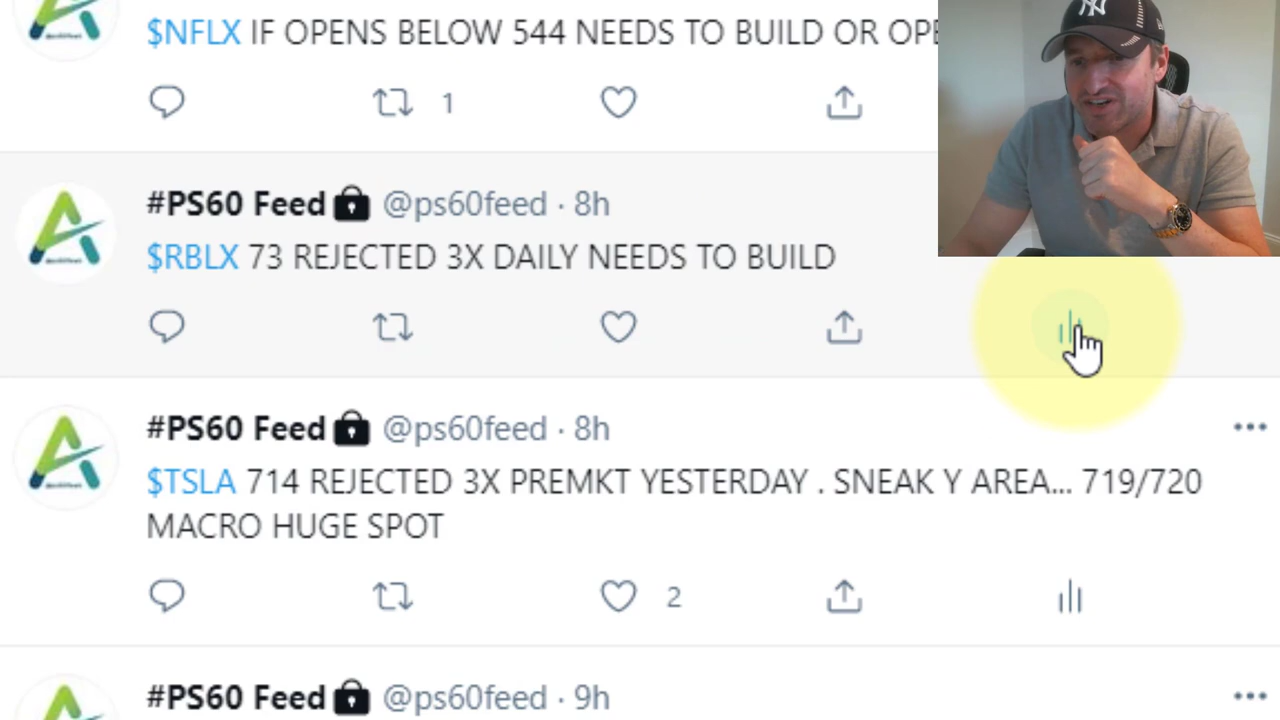 $NFLX IF OPENS BELOW 544 NEEDS TO BUILD OR
1
#PS60 Feed @ps60feed · 8h
$RBLX 73 REJECTED 3X DAILY NEEDS TO BUILD
#PS60 Feed @ps60feed · 8h
$TSLA 714 REJECTED 3X PREMKT YESTERDAY . SNEAK Y AREA... 719/720
MACRO HUGE SPOT
2
#PS60 Feed @ps60feed · 9h